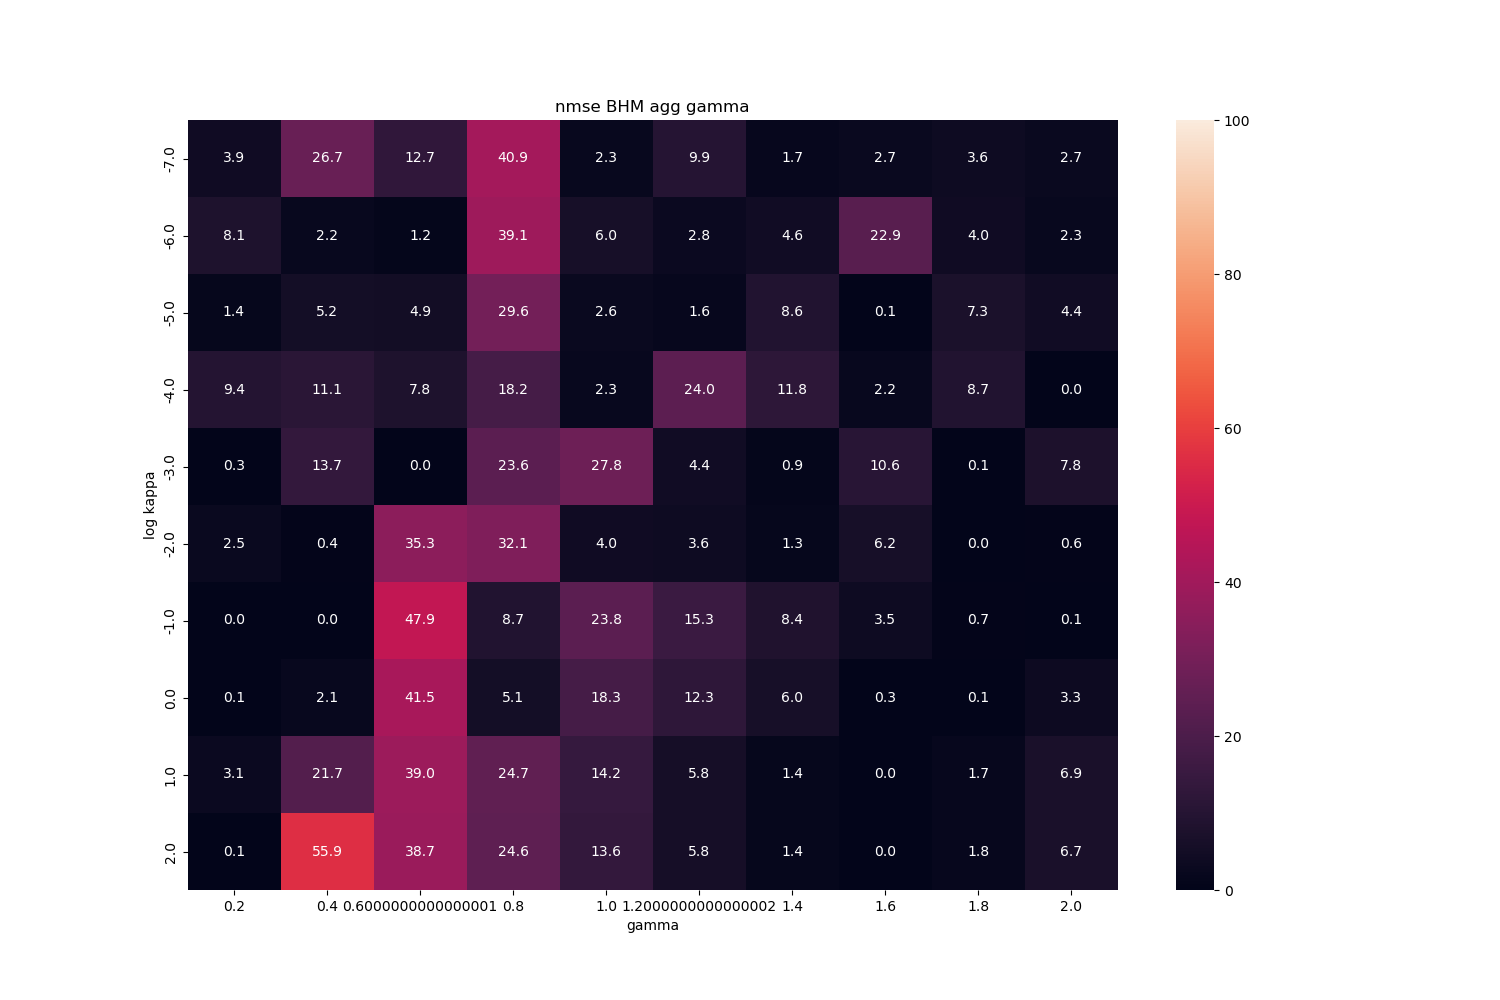 nmse BHM agg gamma
-7.0 3.9 26.7 12.7 40.9 2.3 9.9 1.7 2.7 3.6 2.7
-6.0 8.1 2.2 1.2 39.1 6.0 2.8 4.6 22.9 4.0 2.3
-5.0 1.4 5.2 4.9 29.6 2.6 1.6 8.6 0.1 7.3 4.4
-4.0 9.4 11.1 7.8 18.2 2.3 24.0 11.8 2.2 8.7 0.0
-3.0 0.3 13.7 0.0 23.6 27.8 4.4 0.9 10.6 0.1 7.8
-2.0 2.5 0.4 35.3 32.1 4.0 3.6 1.3 6.2 0.0 0.6
-1.0 0.0 0.0 47.9 8.7 23.8 15.3 8.4 3.5 0.7 0.1
0.0 0.1 2.1 41.5 5.1 18.3 12.3 6.0 0.3 0.1 3.3
1.0 3.1 21.7 39.0 24.7 14.2 5.8 1.4 0.0 1.7 6.9
2.0 0.1 55.9 38.7 24.6 13.6 5.8 1.4 0.0 1.8 6.7
0.2 0.4 0.6000000000000001 0.8 1.0 1.2000000000000002 1.4 1.6 1.8 2.0
gamma
log kappa
100
80
60
40
20
0